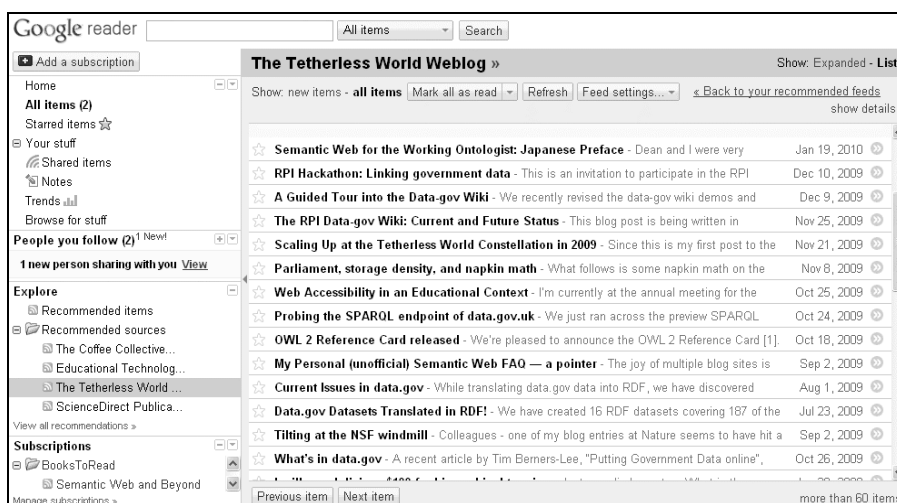 Google reader
All items
Search
Add a subscription
Home
All items (2)
Starred items
Your stuff
Shared items
Notes
Trends
Browse for stuff
People you follow (2)1 New!
1 new person sharing with you View
Explore
Recommended items
Recommended sources
The Coffee Collective...
Educational Technolog...
The Tetherless World ...
ScienceDirect Publica...
View all recommendations »
Subscriptions
BooksToRead
Semantic Web and Beyond
Manage subscriptions »
The Tetherless World Weblog »
Show: Expanded - List
Show: new items - all items Mark all as read Refresh Feed settings... « Back to your recommended feeds
show details
Semantic Web for the Working Ontologist: Japanese Preface - Dean and I were very Jan 19, 2010
RPI Hackathon: Linking government data - This is an invitation to participate in the RPI Dec 10, 2009
A Guided Tour into the Data-gov Wiki - We recently revised the data-gov wiki demos and Dec 9, 2009
The RPI Data-gov Wiki: Current and Future Status - This blog post is being written in Nov 25, 2009
Scaling Up at the Tetherless World Constellation in 2009 - Since this is my first post to the Nov 21, 2009
Parliament, storage density, and napkin math - What follows is some napkin math on the Nov 8, 2009
Web Accessibility in an Educational Context - I'm currently at the annual meeting for the Oct 25, 2009
Probing the SPARQL endpoint of data.gov.uk - We just ran across the preview SPARQL Oct 24, 2009
OWL 2 Reference Card released - We're pleased to announce the OWL 2 Reference Card [1]. Oct 18, 2009
My Personal (unofficial) Semantic Web FAQ — a pointer - The joy of multiple blog sites is Sep 2, 2009
Current Issues in data.gov - While translating data.gov data into RDF, we have discovered Aug 1, 2009
Data.gov Datasets Translated in RDF! - We have created 16 RDF datasets covering 187 of the Jul 23, 2009
Tilting at the NSF windmill - Colleagues - one of my blog entries at Nature seems to have hit a Sep 2, 2009
What's in data.gov - A recent article by Tim Berners-Lee, "Putting Government Data online", Oct 26, 2009
Previous item Next item more than 60 items